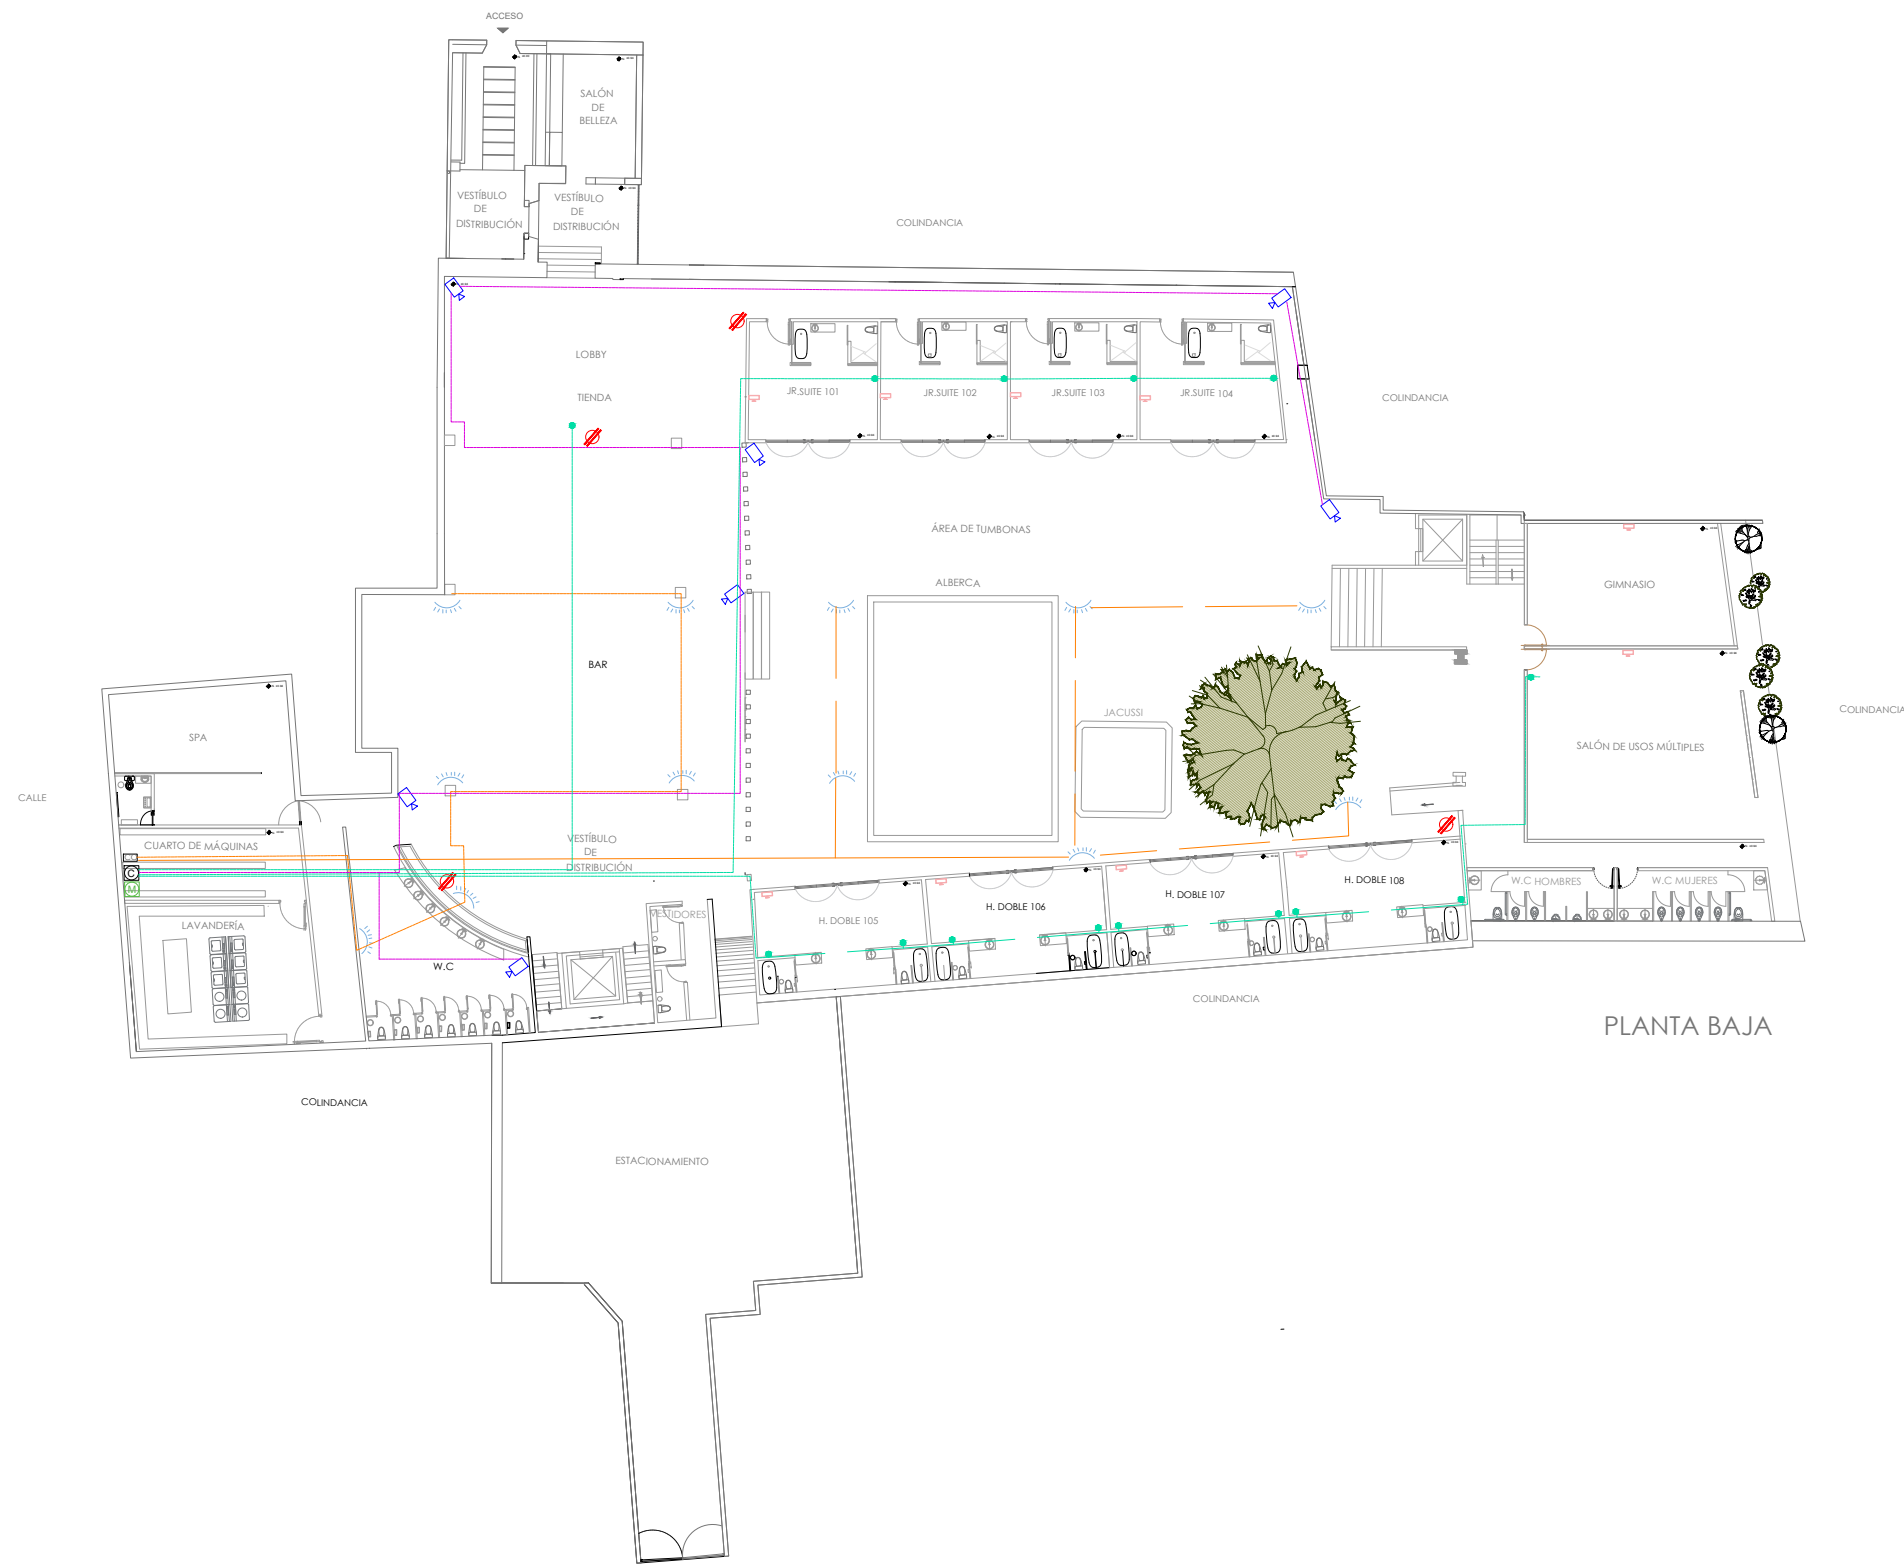 ACCESO
SALÓN
DE
BELLEZA
VESTÍBULO
DE
DISTRIBUCIÓN
VESTÍBULO
DE
DISTRIBUCIÓN
COLINDANCIA
LOBBY
TIENDA
JR.SUITE 101
JR.SUITE 102
JR.SUITE 103
JR.SUITE 104
COLINDANCIA
ÁREA DE TUMBONAS
ALBERCA
GIMNASIO
BAR
JACUSSI
COLINDANCIA
SPA
SALÓN DE USOS MÚLTIPLES
CALLE
CUARTO DE MÁQUINAS
VESTÍBULO
DE
DISTRIBUCIÓN
C
M
W.C HOMBRES
W.C MUJERES
H. DOBLE 108
H. DOBLE 107
H. DOBLE 106
H. DOBLE 105
VESTIDORES
LAVANDERÍA
W.C
COLINDANCIA
PLANTA BAJA
COLINDANCIA
ESTACIONAMIENTO